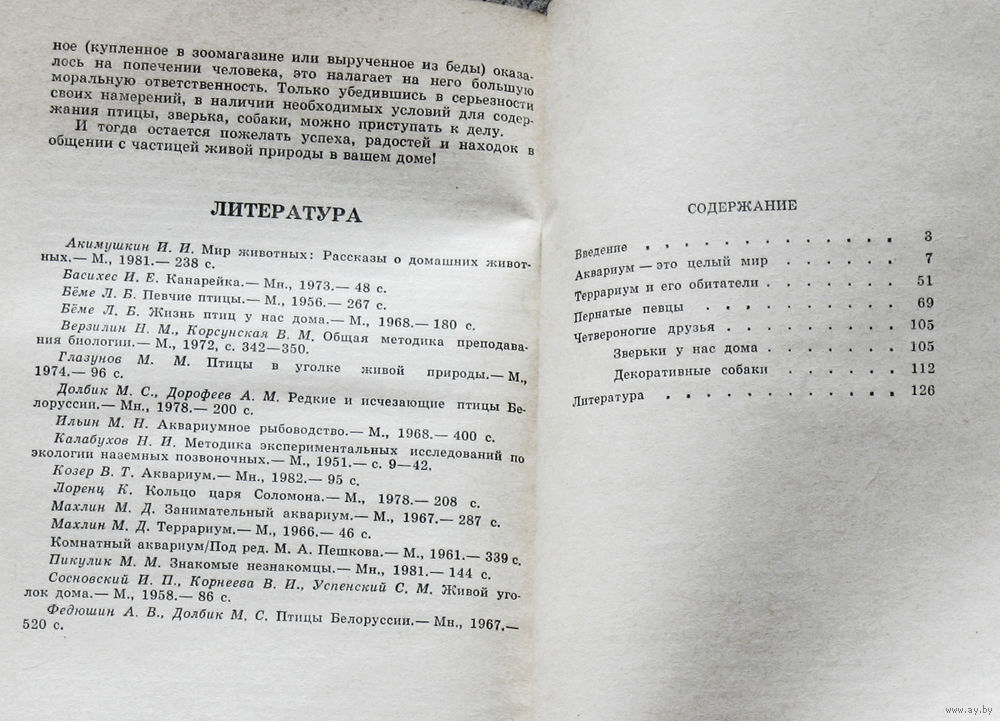 ное (купленное в зоомагазине или вырученное из беды) оказа-
лось на попечении человека, это налагает на него большую
моральную ответственность. Только убедившись в серьезности
своих намерений, в наличии необходимых условий для содер-
жания птицы, зверька, собаки, можно приступать к делу.
И тогда остается пожелать успеха, радостей и находок в
общении с частицей живой природы в вашем доме!
ЛИТЕРАТУРА
Акимушкин И. И. Мир животных: Рассказы о домашних живот-
ных.— М., 1981.— 238 с.
Басихес И. Е. Канарейка.— Мн., 1973.— 48 с.
Бёме Л. Б. Певчие птицы.— М., 1956.— 267 с.
Бёме Л. Б. Жизнь птиц у нас дома.— М., 1968.— 180 с.
Верзилин Н. М., Корсунская В. М. Общая методика преподава-
ния биологии.— М., 1972, с. 342—350.
Глазунов М. М. Птицы в уголке живой природы.— М.,
1974.— 96 с.
Долбик М. С., Дорофеев А. М. Редкие и исчезающие птицы Бе-
лоруссии.— Мн., 1978.— 200 с.
Ильин М. Н. Аквариумное рыбоводство.— М., 1968.— 400 с.
Калабухов Н. И. Методика экспериментальных исследований по
экологии наземных позвоночных.— М., 1951.— с. 9—42.
Козер В. Т. Аквариум.— Мн., 1982.— 95 с.
Лоренц К. Кольцо царя Соломона.— М., 1978.— 208 с.
Махлин М. Д. Занимательный аквариум.— М., 1967.— 287 с.
Махлин М. Д. Террариум.— М., 1966.— 46 с.
Комнатный аквариум/Под ред. М. А. Пешкова.— М., 1961.— 339 с.
Пикулик М. М. Знакомые незнакомцы.— Мн., 1981.— 144 с.
Сосновский И. П., Корнеева В. И., Успенский С. М. Живой уго-
лок дома.— М., 1958.— 86 с.
Федюшин А. В., Долбик М. С. Птицы Белоруссии.— Мн., 1967.—
520 с.
СОДЕРЖАНИЕ
Введение . . . . . . . . . . . . . 3
Аквариум — это целый мир . . . . . . 7
Террариум и его обитатели . . . . . . . 51
Пернатые певцы . . . . . . . . . . 69
Четвероногие друзья . . . . . . . . . 105
Зверьки у нас дома . . . . . . . 105
Декоративные собаки . . . . . . 112
Литература . . . . . . . . . . . . 126
www.ay.by